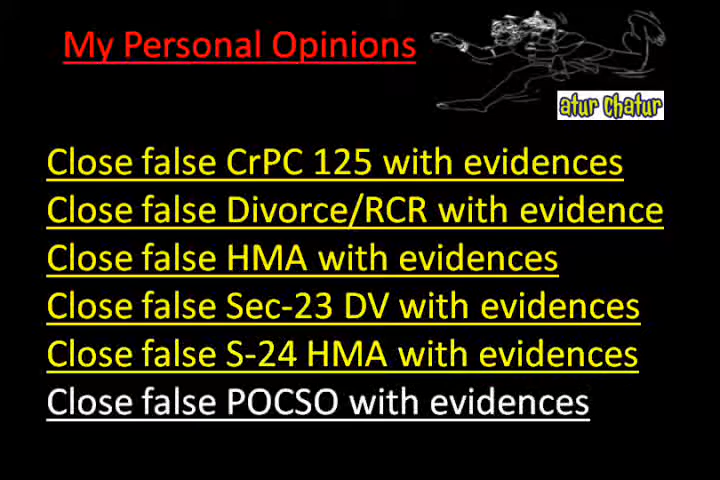 My Personal Opinions
atur chatur
Close false CrPC 125 with evidences
Close false Divorce/RCR with evidence
Close false HMA with evidences
Close false Sec-23 DV with evidences
Close false S-24 HMA with evidences
Close false POCSO with evidences